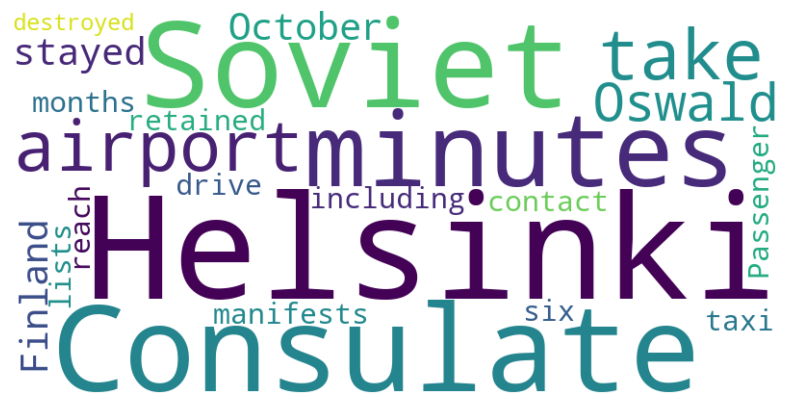 destroyed
October
Soviet
stayed
take
months
Oswald
retained
airport
minutes
drive
including
contact
Passenger
reach
Helsinki
lists
Finland
manifests
six
taxi
Consulate